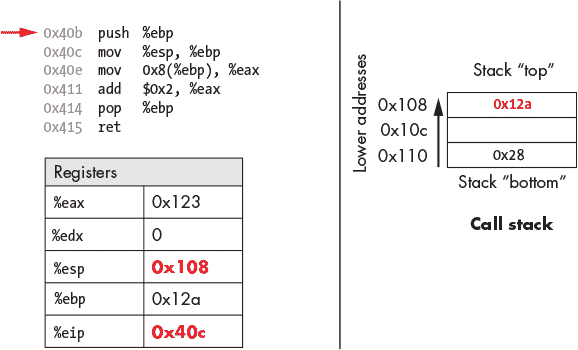 0x40b push %ebp
0x40c mov %esp, %ebp
0x40e mov 0x8(%ebp), %eax
0x411 add $0x2, %eax
0x414 pop %ebp
0x415 ret
Registers
%eax 0x123
%edx 0
%esp 0x108
%ebp 0x12a
%eip 0x40c
Lower addresses
Stack “top”
0x108 0x12a
0x10c
0x110 0x28
Stack “bottom”
Call stack